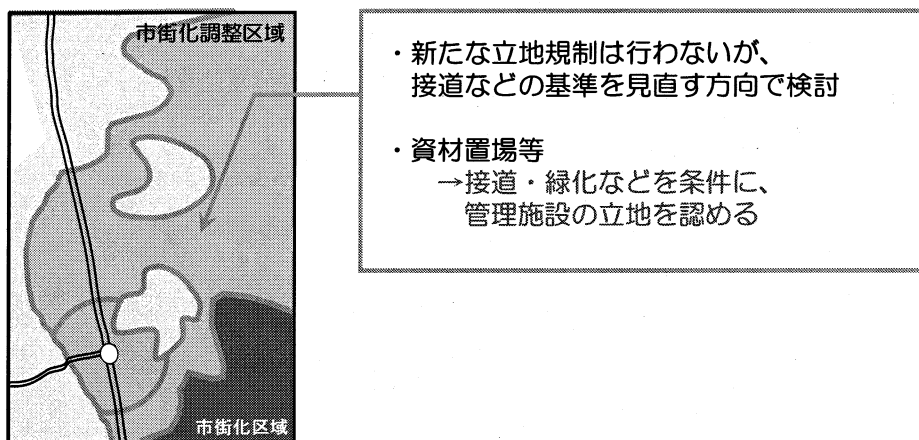 市街化調整区域
・新たな立地規制は行わないが、
接道などの基準を見直す方向で検討
・資材置場等
→接道・緑化などを条件に、
管理施設の立地を認める
市街化区域